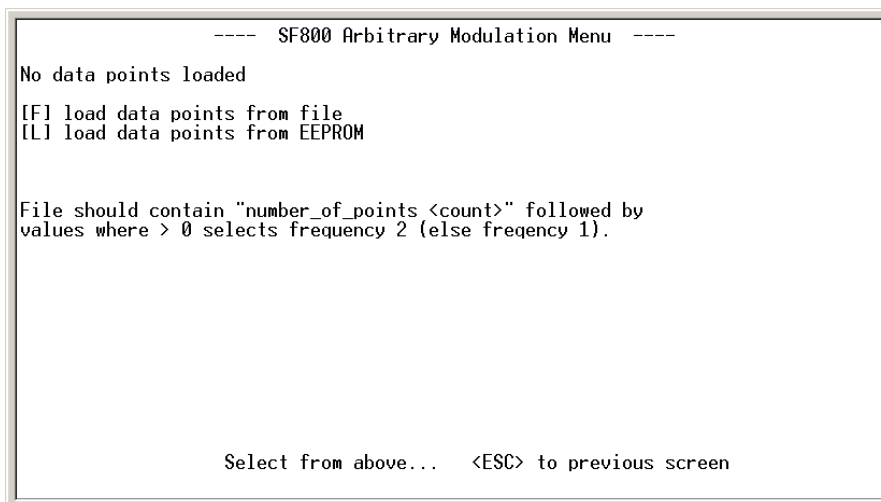 ---- SF800 Arbitrary Modulation Menu ----
No data points loaded
[F] load data points from file
[L] load data points from EEPROM
File should contain "number_of_points <count>" followed by
values where > 0 selects frequency 2 (else freqency 1).
Select from above... <ESC> to previous screen